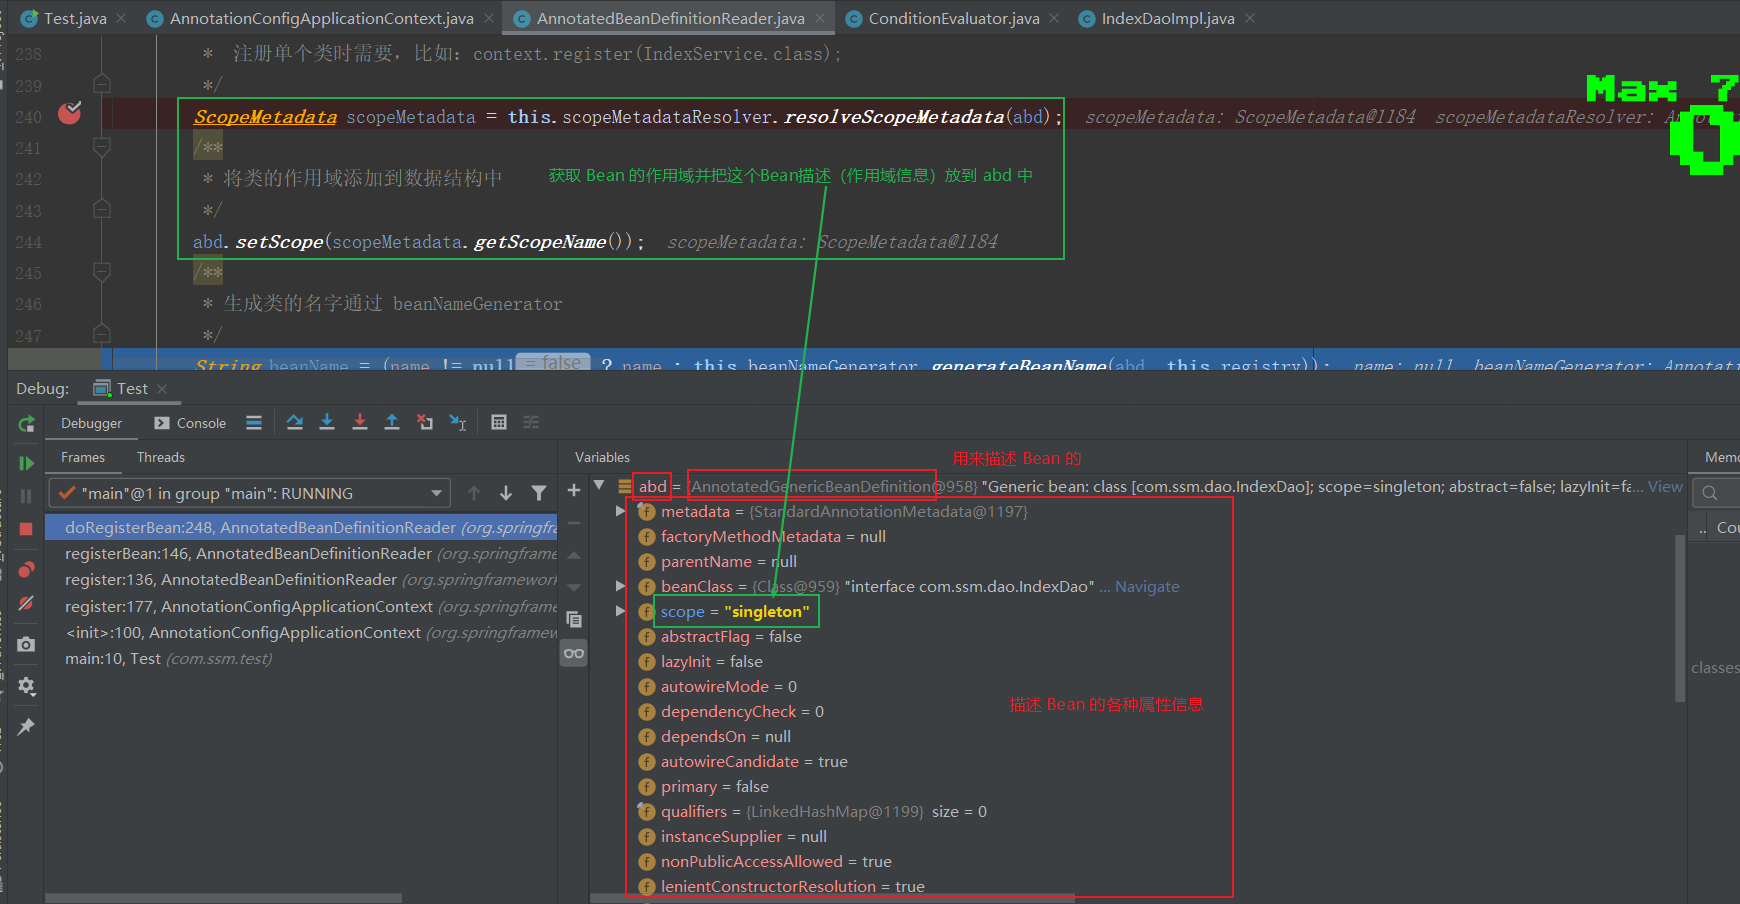 Test.java
AnnotationConfigApplicationContext.java
AnnotatedBeanDefinitionReader.java
ConditionEvaluator.java
IndexDaoImpl.java
238 * 注册单个类时需要，比如：context.register(IndexService.class);
239 */
240 ScopeMetadata scopeMetadata = this.scopeMetadataResolver.resolveScopeMetadata(abd); scopeMetadata: ScopeMetadata@1184 scopeMetadataResolver:
Max 7
0
241 /**
242 * 将类的作用域添加到数据结构中
获取 Bean 的作用域并把这个Bean描述（作用域信息）放到 abd 中
243 */
244 abd.setScope(scopeMetadata.getScopeName()); scopeMetadata: ScopeMetadata@1184
245 /**
246 * 生成类的名字通过 beanNameGenerator
247 */
String beanName = (name != null = false ? name : this.beanNameGenerator.generateBeanName(abd, this.registry)); name: null beanNameGenerator:
Debug: Test
Debugger Console
Frames Threads
"main"@1 in group "main": RUNNING
doRegisterBean:248, AnnotatedBeanDefinitionReader (org.springfra
registerBean:146, AnnotatedBeanDefinitionReader (org.springframe
register:136, AnnotatedBeanDefinitionReader (org.springframework
register:177, AnnotationConfigApplicationContext (org.springframe
<init>:100, AnnotationConfigApplicationContext (org.springframew
main:10, Test (com.ssm.test)
Variables
用来描述 Bean 的
abd = {AnnotatedGenericBeanDefinition@958} "Generic bean: class [com.ssm.dao.IndexDao]; scope=singleton; abstract=false; lazyInit=fa... View
metadata = {StandardAnnotationMetadata@1197}
factoryMethodMetadata = null
parentName = null
beanClass = {Class@959} "interface com.ssm.dao.IndexDao" ... Navigate
scope = "singleton"
abstractFlag = false
lazyInit = false
autowireMode = 0
dependencyCheck = 0
描述 Bean 的各种属性信息
dependsOn = null
autowireCandidate = true
primary = false
qualifiers = {LinkedHashMap@1199} size = 0
instanceSupplier = null
nonPublicAccessAllowed = true
lenientConstructorResolution = true
Memo
.. Cou
classes